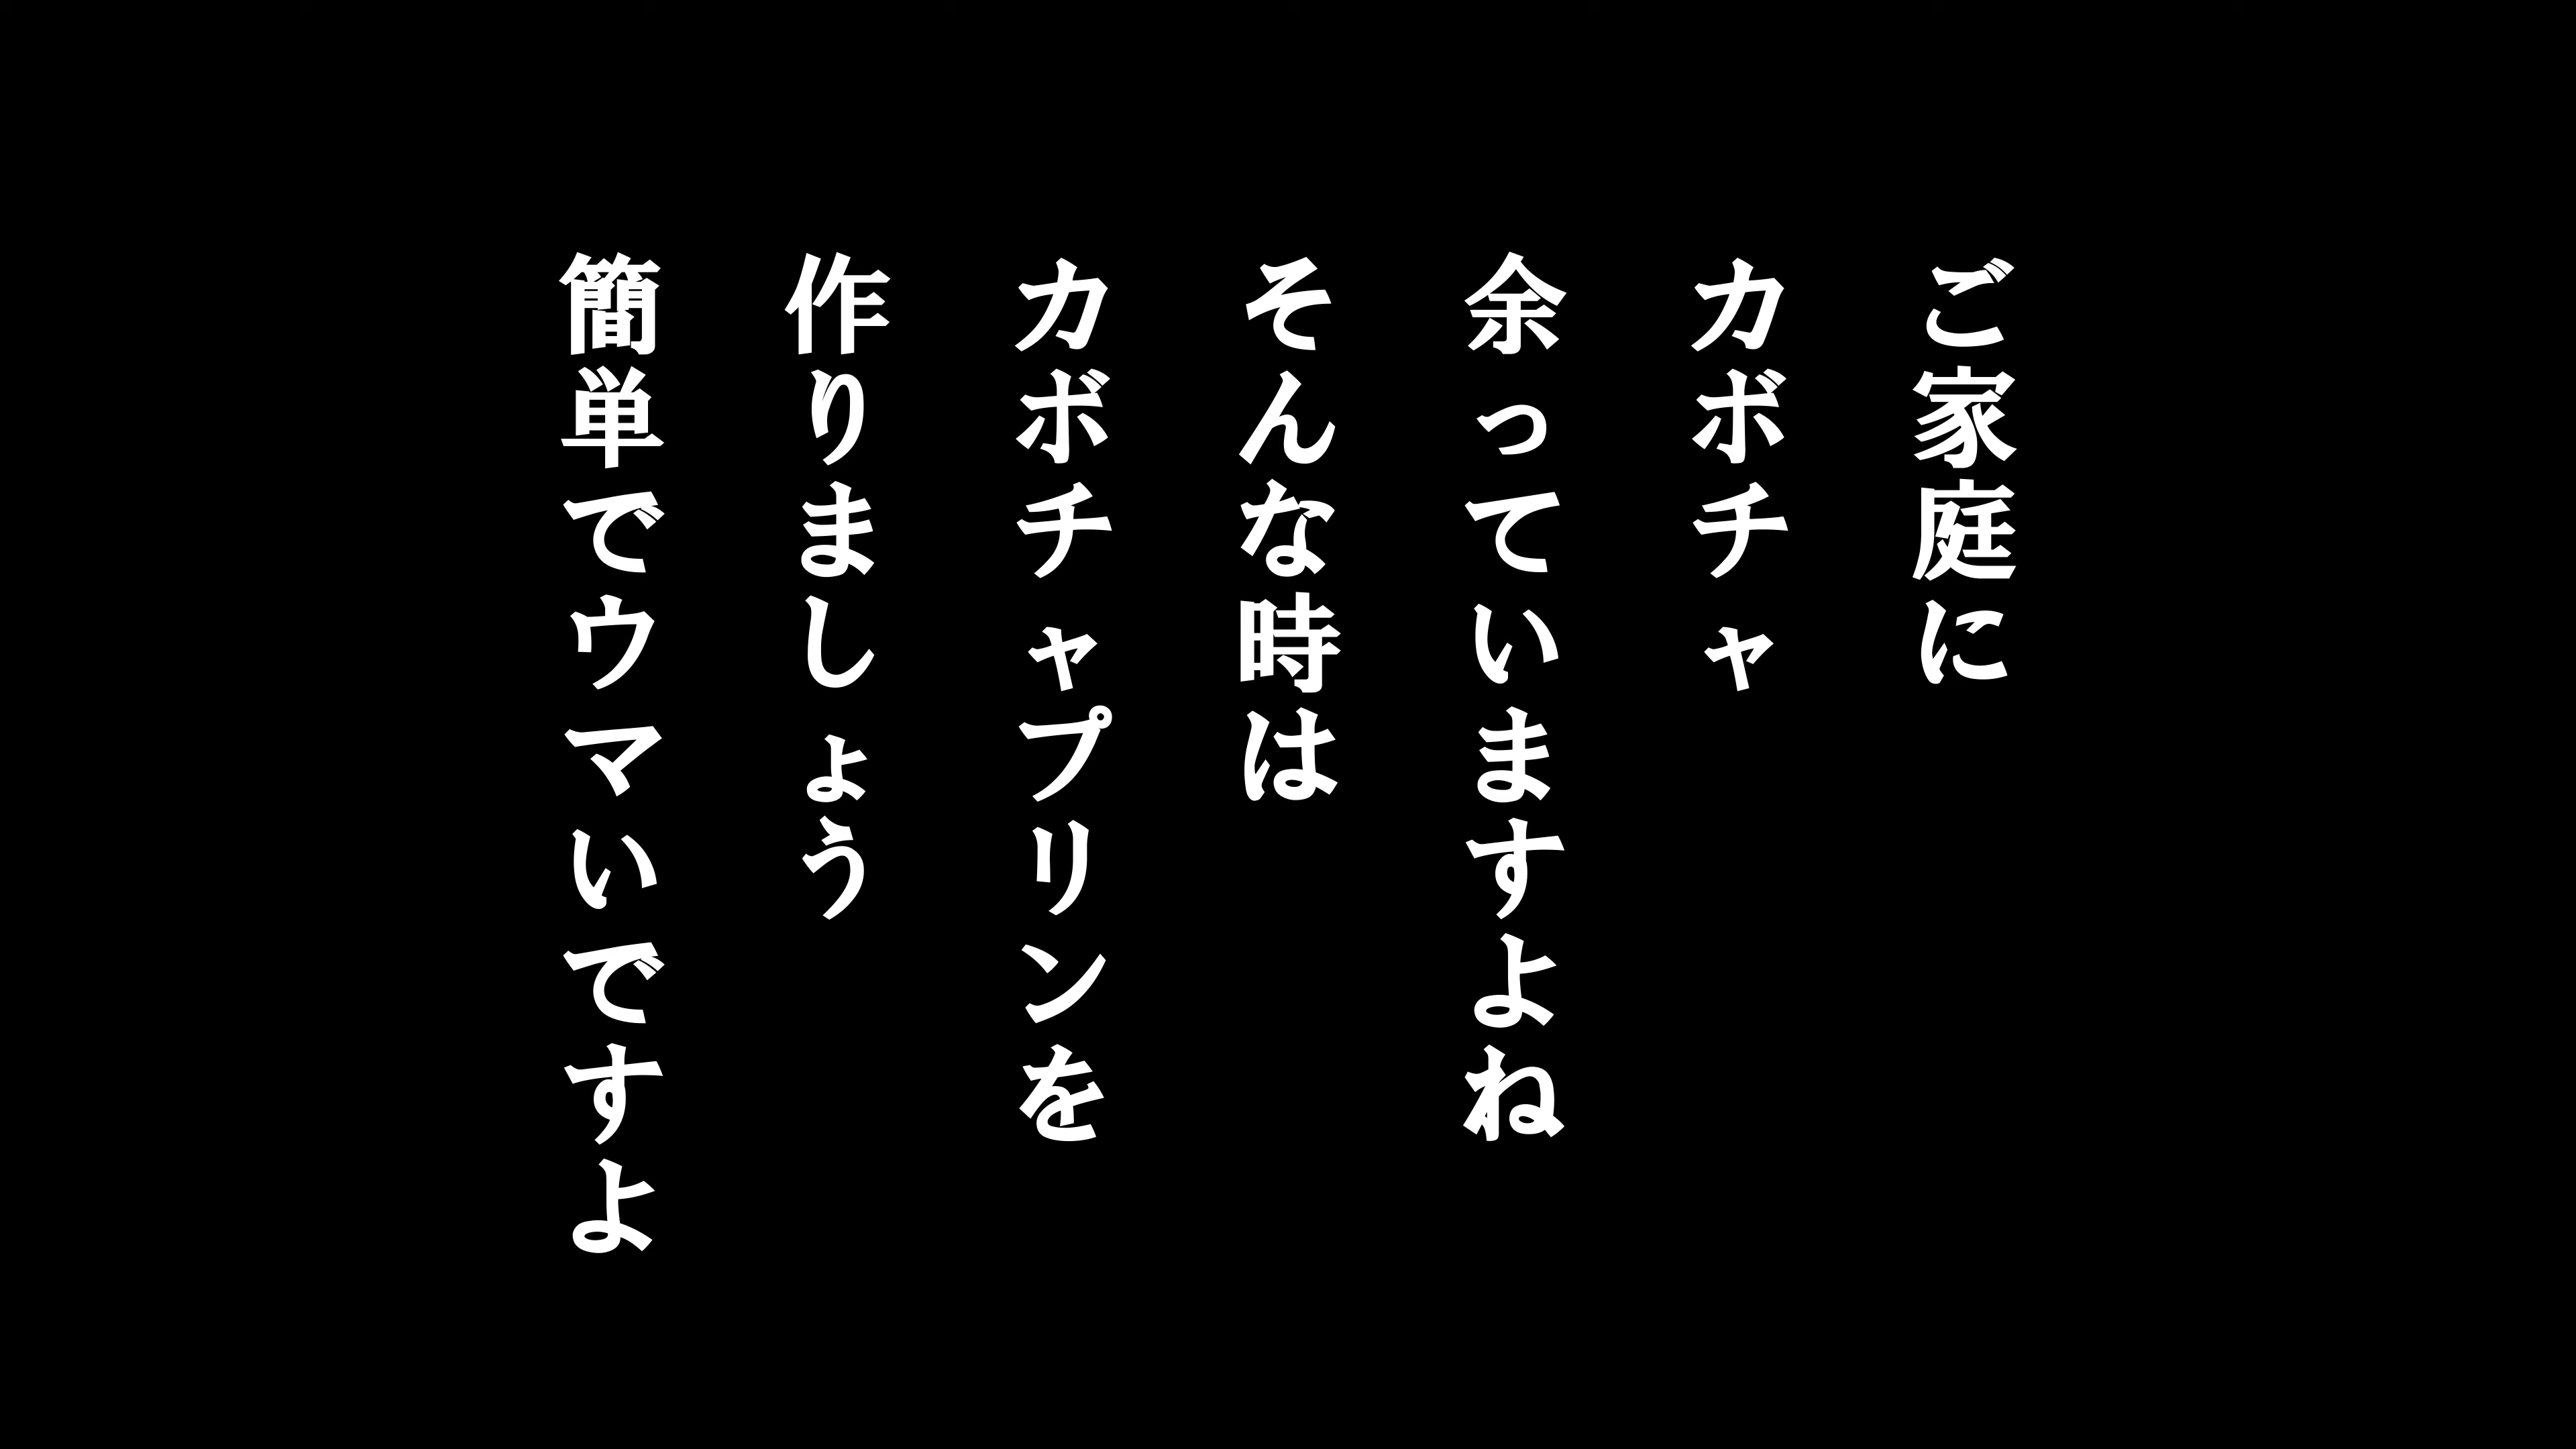 ご家庭に
カボチャ
余っていますよね
そんな時は
カボチャプリンを
作りましょう
簡単でウマいですよ